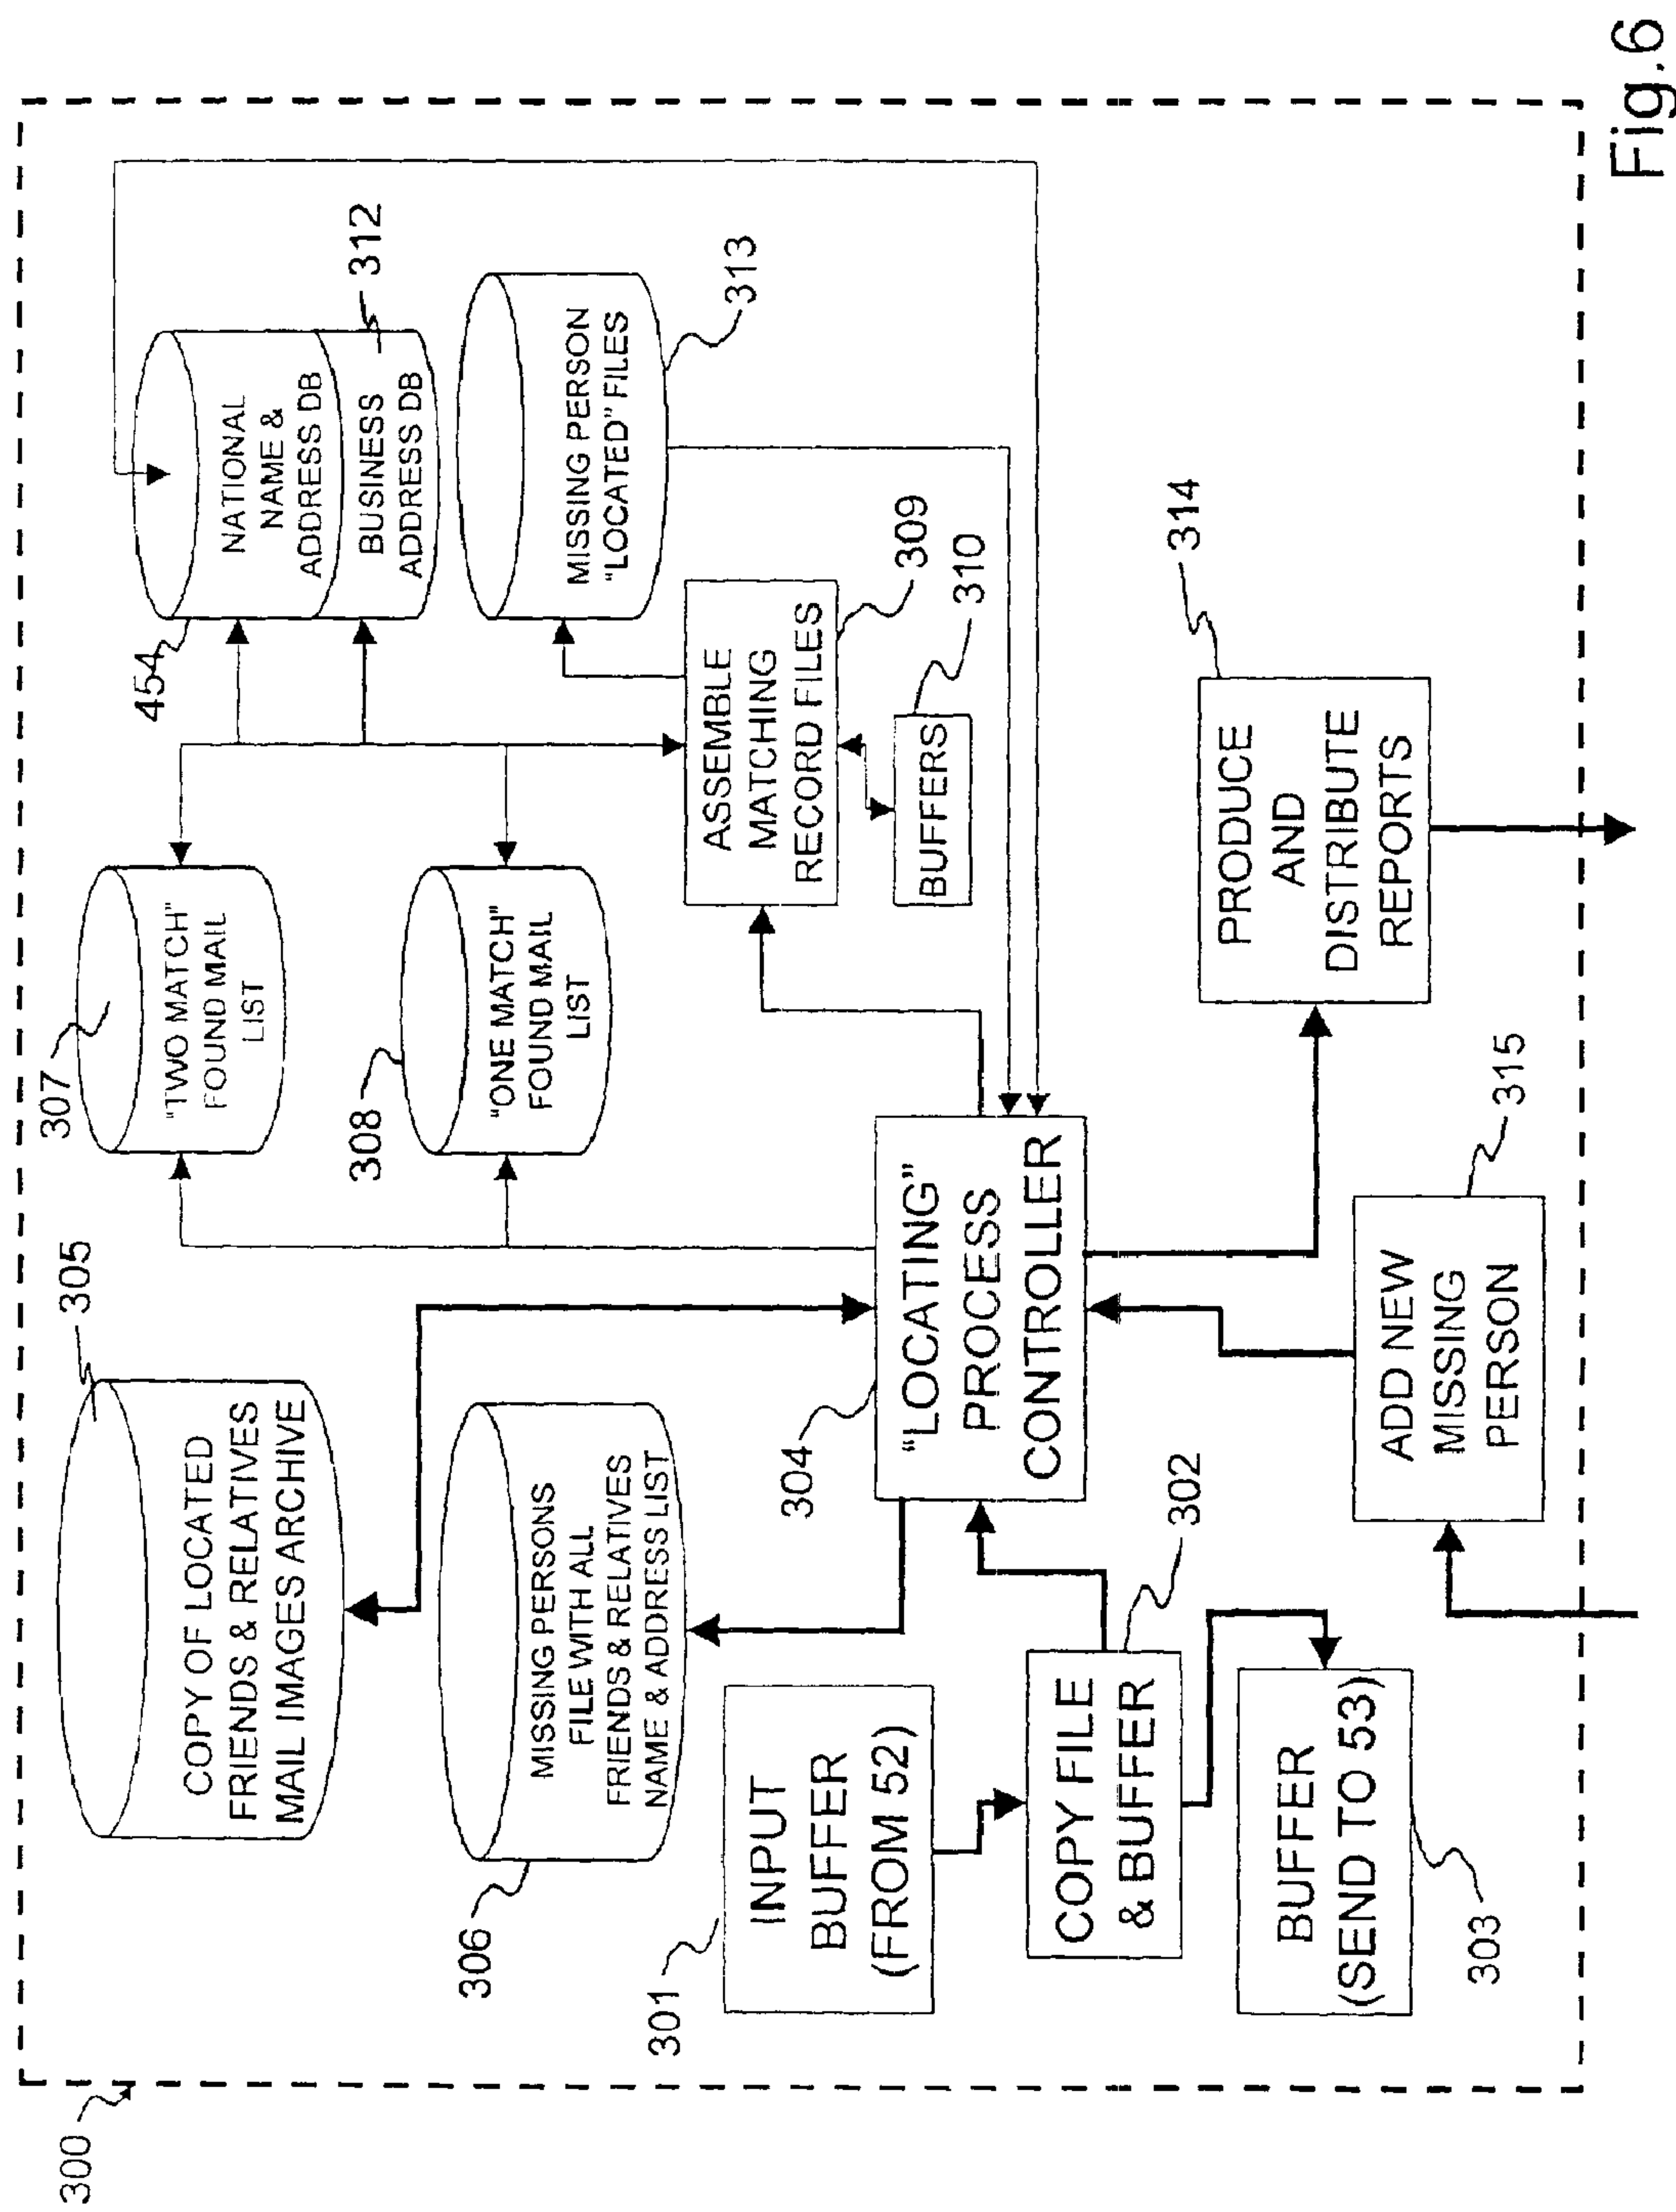 300
305
COPY OF LOCATED
FRIENDS & RELATIVES
MAIL IMAGES ARCHIVE
307
"TWO MATCH"
FOUND MAIL
LIST
454
NATIONAL
NAME &
ADDRESS DB
BUSINESS
ADDRESS DB
312
306
MISSING PERSONS
FILE WITH ALL
FRIENDS & RELATIVES
NAME & ADDRESS LIST
308
"ONE MATCH"
FOUND MAIL
LIST
MISSING PERSON
"LOCATED" FILES
313
301
INPUT
BUFFER
(FROM 52)
ASSEMBLE
MATCHING
RECORD FILES
309
BUFFERS
310
304
"LOCATING"
PROCESS
CONTROLLER
COPY FILE
& BUFFER
302
BUFFER
(SEND TO 53)
303
ADD NEW
MISSING
PERSON
315
PRODUCE
AND
DISTRIBUTE
REPORTS
314
Fig.6